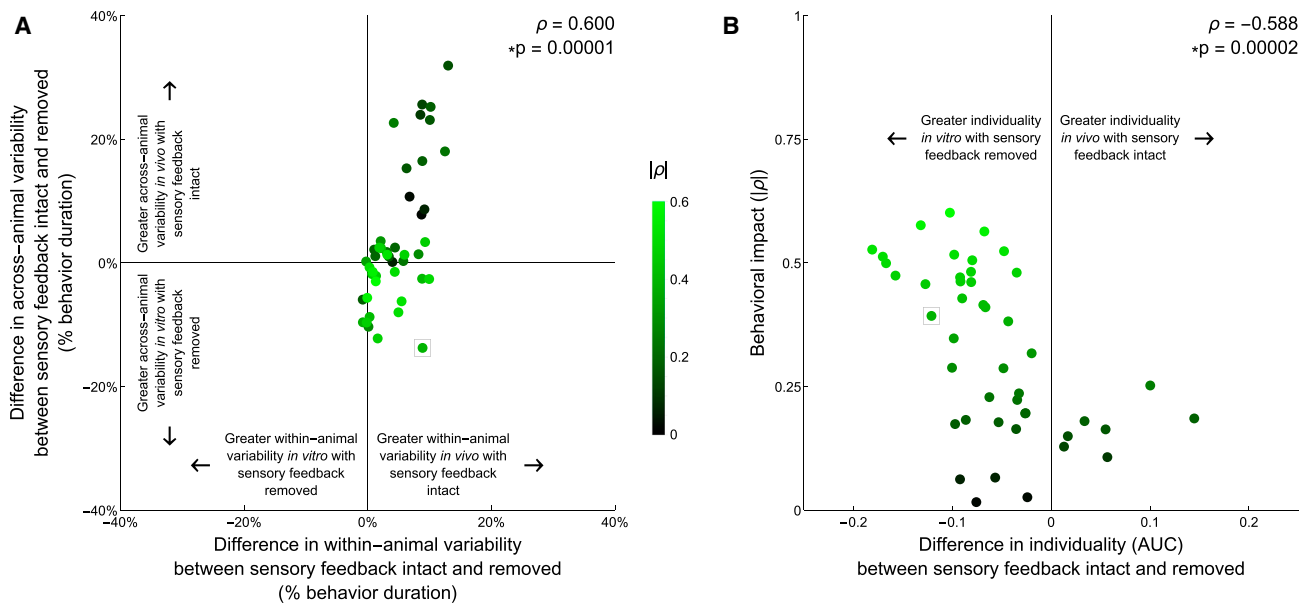 A
ρ = 0.600
*p = 0.00001
40%
20%
0%
−20%
−40%
Difference in across−animal variability
between sensory feedback intact and removed
(% behavior duration)
Greater across−animal
variability in vivo with
sensory feedback
intact
Greater across−animal
variability in vitro with
sensory feedback
removed
Greater within−animal
variability in vitro with
sensory feedback
removed
Greater within−animal
variability in vivo with
sensory feedback
intact
−40%
−20%
0%
20%
40%
Difference in within−animal variability
between sensory feedback intact and removed
(% behavior duration)
|ρ|
0.6
0.4
0.2
0
B
ρ = −0.588
*p = 0.00002
1
0.75
0.5
0.25
0
Behavioral impact (|ρ|)
Greater individuality
in vitro with sensory
feedback removed
Greater individuality
in vivo with sensory
feedback intact
−0.2
−0.1
0
0.1
0.2
Difference in individuality (AUC)
between sensory feedback intact and removed